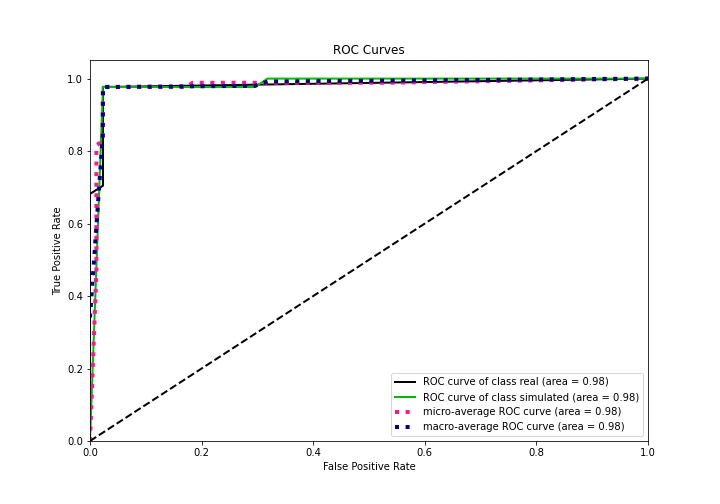 ROC Curves
True Positive Rate
1.0
0.8
0.6
0.4
0.2
0.0
0.0 0.2 0.4 0.6 0.8 1.0
False Positive Rate
ROC curve of class real (area = 0.98)
ROC curve of class simulated (area = 0.98)
micro-average ROC curve (area = 0.98)
macro-average ROC curve (area = 0.98)